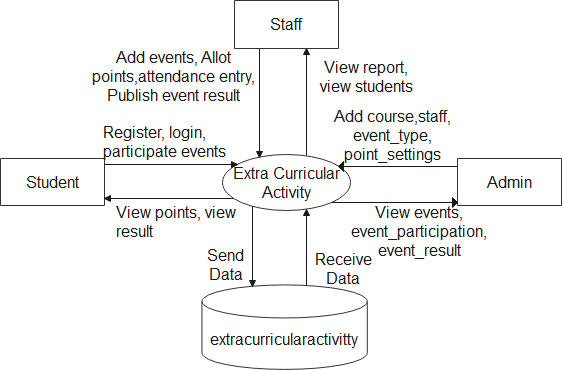 Staff
Add events, Allot
points,attendance entry,
Publish event result
View report,
view students
Register, login,
participate events
Add course,staff,
event_type,
point_settings
Student
Extra Curricular
Activity
Admin
View points, view
result
View events,
event_participation,
event_result
Send
Data
Receive
Data
extracurricularactivitty